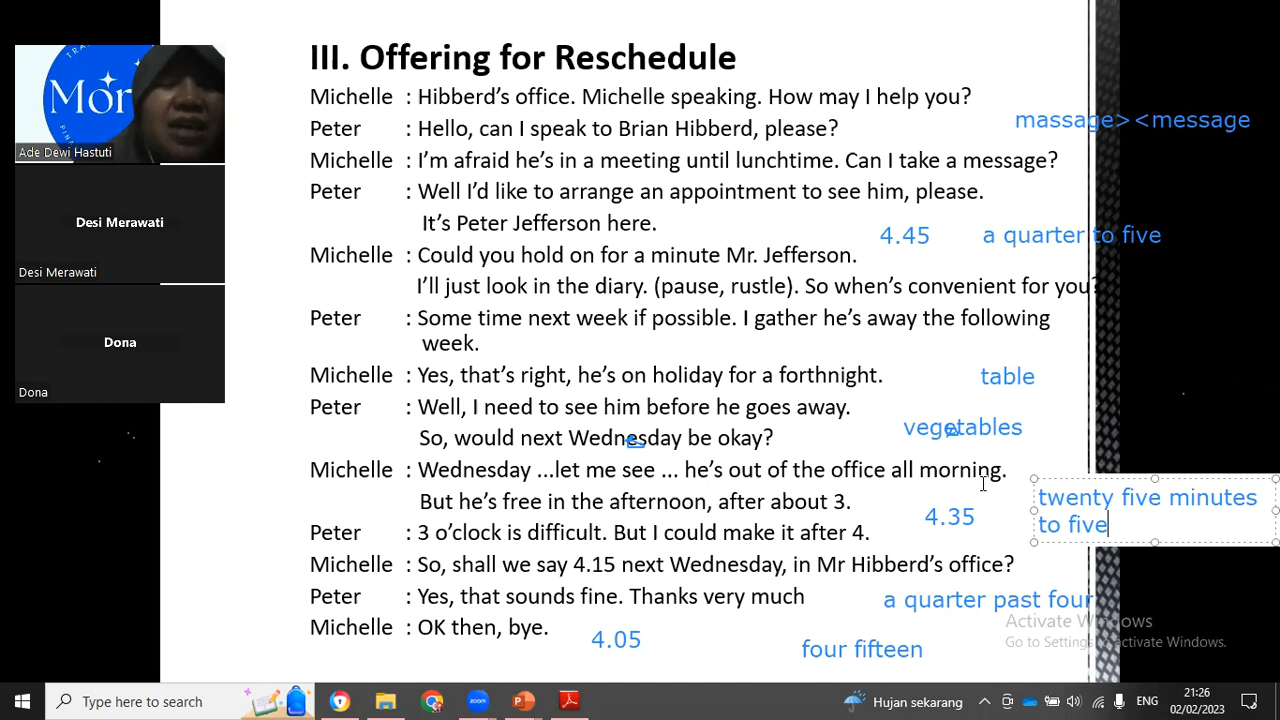 III. Offering for Reschedule
Michelle : Hibberd's office. Michelle speaking. How may I help you?
massage><message
Peter : Hello, can I speak to Brian Hibberd, please?
Michelle : I'm afraid he's in a meeting until lunchtime. Can I take a message?
Peter : Well I'd like to arrange an appointment to see him, please.
It's Peter Jefferson here.
4.45 a quarter to five
Michelle : Could you hold on for a minute Mr. Jefferson.
I'll just look in the diary. (pause, rustle). So when's convenient for you?
Peter : Some time next week if possible. I gather he's away the following
week.
Michelle : Yes, that's right, he's on holiday for a forthnight.
table
Peter : Well, I need to see him before he goes away.
vegetables
So, would next Wednesday be okay?
Michelle : Wednesday ...let me see ... he's out of the office all morning.
But he's free in the afternoon, after about 3.
4.35
twenty five minutes
to five
Peter : 3 o'clock is difficult. But I could make it after 4.
Michelle : So, shall we say 4.15 next Wednesday, in Mr Hibberd's office?
Peter : Yes, that sounds fine. Thanks very much
a quarter past four
Michelle : OK then, bye.
4.05
four fifteen
Activate Windows
Go to Settings to activate Windows.
Mor
Ade Dewi Hastuti
Desi Merawati
Desi Merawati
Dona
Dona
Type here to search
zoom
Hujan sekarang
ENG
21:26
02/02/2023